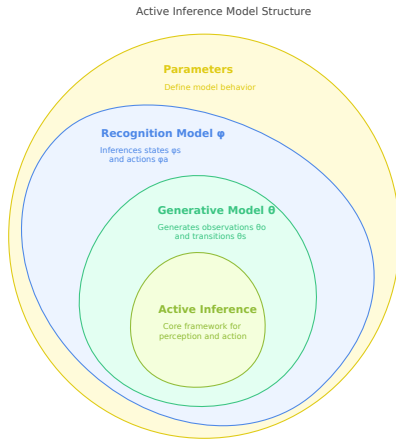 Active Inference Model Structure
Parameters
Define model behavior
Recognition Model φ
Inferences states φs
and actions φa
Generative Model θ
Generates observations θo
and transitions θs
Active Inference
Core framework for
perception and action